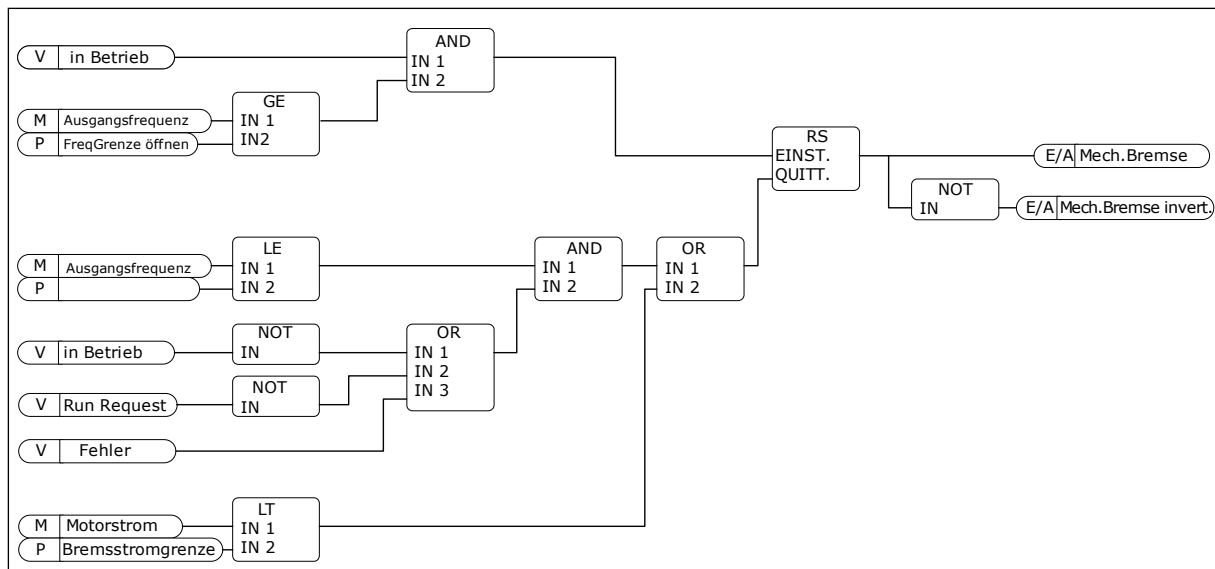 AND
V in Betrieb
IN 1
IN 2
GE
M Ausgangsfrequenz
IN 1
P FreqGrenze öffnen
IN2
RS
EINST.
QUITT.
E/A Mech.Bremse
NOT
IN
E/A Mech.Bremse invert.
LE
M Ausgangsfrequenz
IN 1
P
IN 2
AND
IN 1
IN 2
OR
IN 1
IN 2
V in Betrieb
NOT
IN
OR
IN 1
IN 2
IN 3
V Run Request
NOT
IN
V Fehler
LT
M Motorstrom
IN 1
P Bremsstromgrenze
IN 2